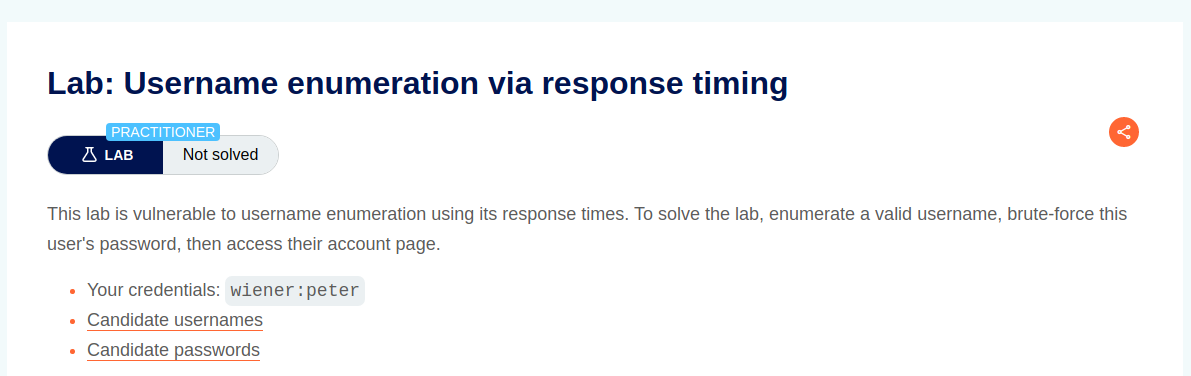 Lab: Username enumeration via response timing
PRACTITIONER
LAB
Not solved
This lab is vulnerable to username enumeration using its response times. To solve the lab, enumerate a valid username, brute-force this
user's password, then access their account page.
Your credentials: wiener:peter
Candidate usernames
Candidate passwords